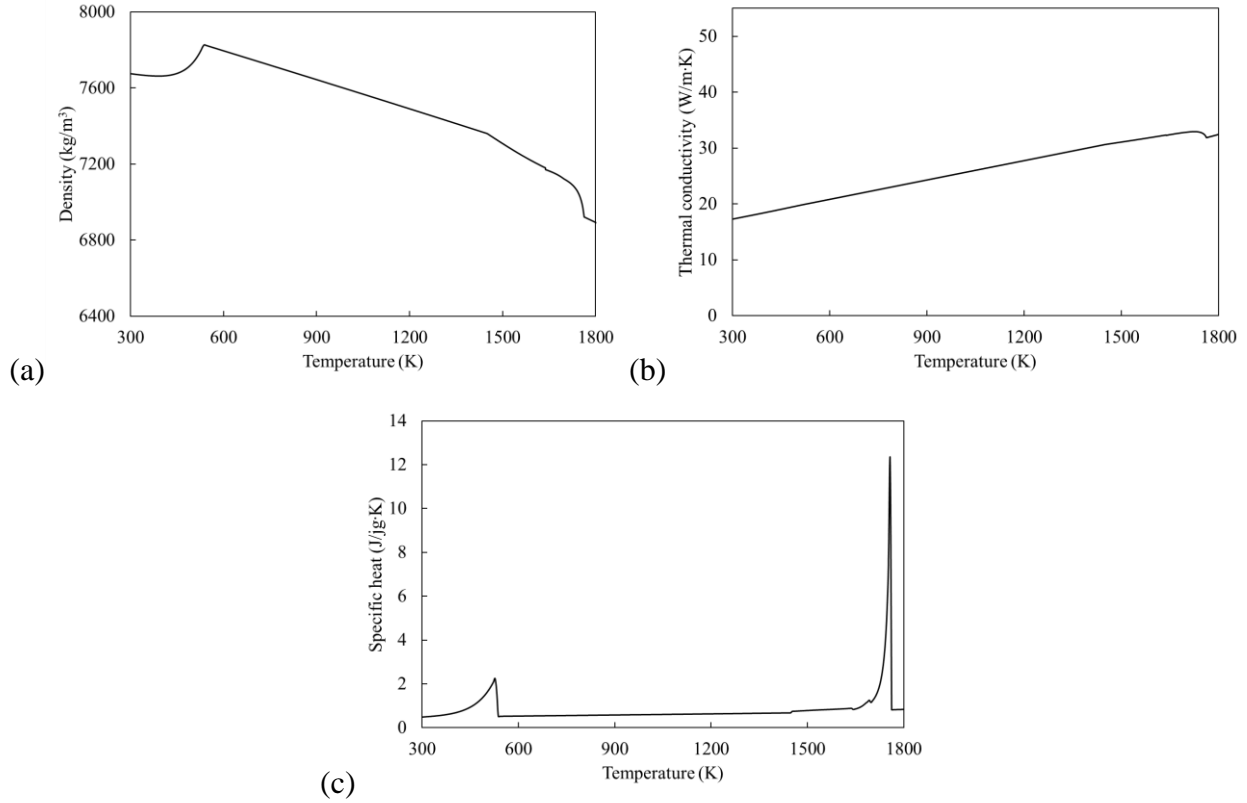 8000
7600
7200
6800
6400
Density (kg/m³)
300 600 900 1200 1500 1800
Temperature (K)
(a)
50
40
30
20
10
0
Thermal conductivity (W/m·K)
300 600 900 1200 1500 1800
Temperature (K)
(b)
14
12
10
8
6
4
2
0
Specific heat (J/jg·K)
300 600 900 1200 1500 1800
Temperature (K)
(c)